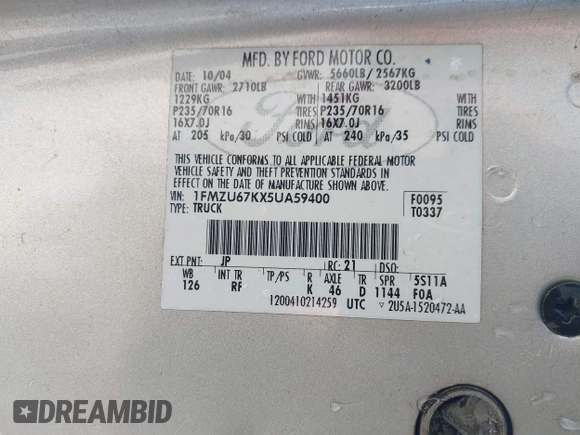 MFD. BY FORD MOTOR CO.
DATE: 10/04 GVWR: 5660LB/ 2567KG
FRONT GAWR: 2710LB REAR GAWR: 3200LB
1229KG WITH 1451KG WITH
P235/70R16 TIRES P235/70R16 TIRES
16X7.0J RIMS 16X7.0J RIMS
AT 205 kPa/30 PSI COLD AT 240 kPa/35 PSI COLD
Ford
THIS VEHICLE CONFORMS TO ALL APPLICABLE FEDERAL MOTOR
VEHICLE SAFETY AND THEFT PREVENTION STANDARDS IN
EFFECT ON THE DATE OF MANUFACTURE SHOWN ABOVE.
VIN: 1FMZU67KX5UA59400 F0095
TYPE: TRUCK T0337
EXT PNT: JP RC: 21 DSO:
WB INT TR TP/PS R AXLE TR SPR 5S11A
126 RF K 46 D 1144 F0A
1200410214259 UTC 2U5A-1520472-AA
DREAMBID